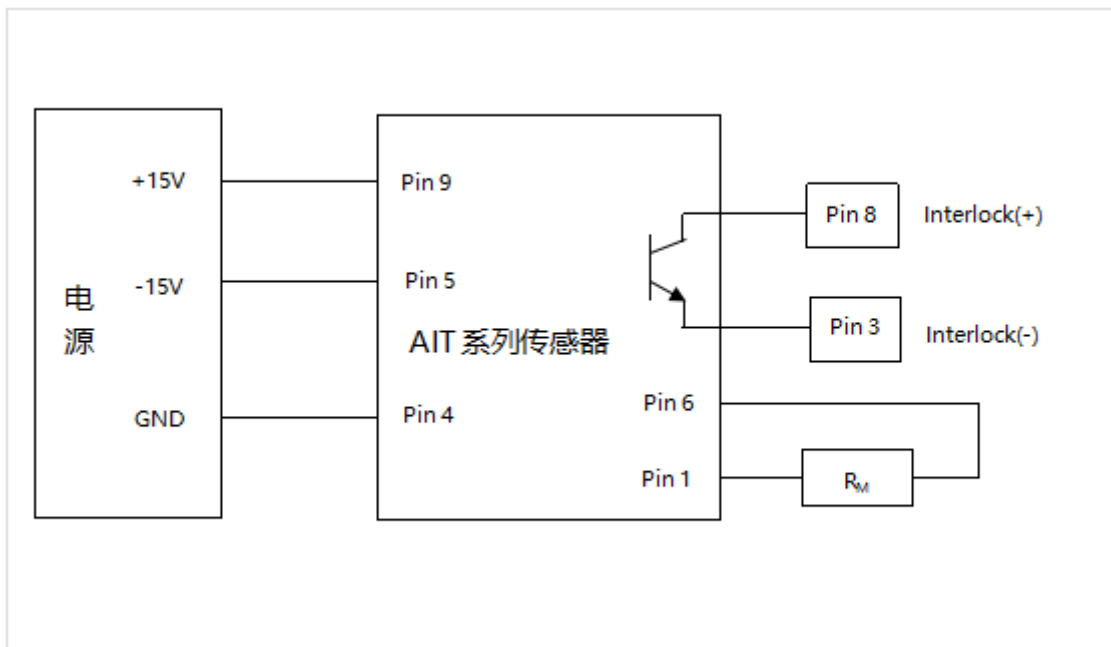 +15V
-15V
GND
电
源
Pin 9
Pin 5
Pin 4
AIT 系列传感器
Pin 6
Pin 1
Pin 8
Interlock(+)
Pin 3
Interlock(-)
RM